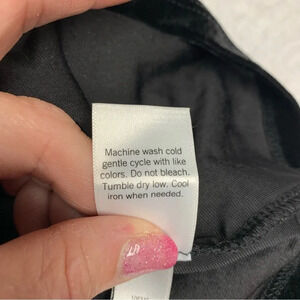 Machine wash cold
gentle cycle with like
colors. Do not bleach.
Tumble dry low. Cool
iron when needed.